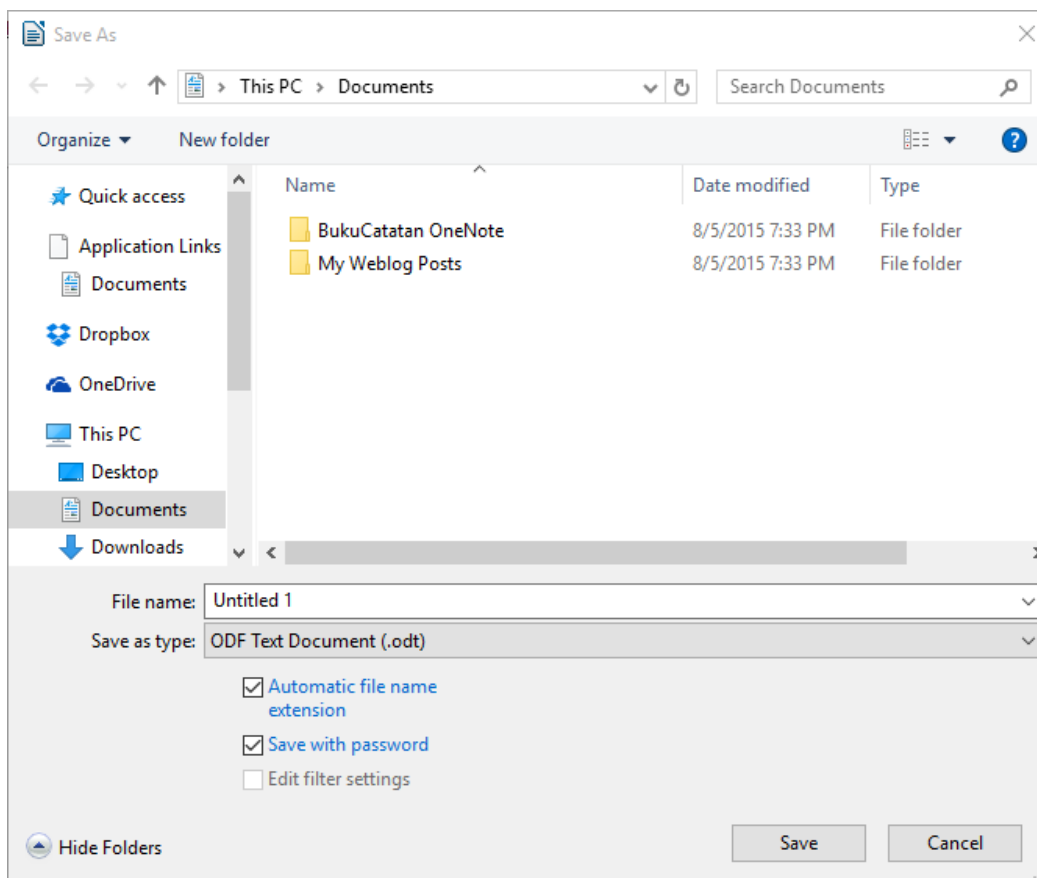 Save As
This PC > Documents
Search Documents
Organize
New folder
?
Name
Date modified
Type
Quick access
BukuCatatan OneNote
8/5/2015 7:33 PM
File folder
Application Links
My Weblog Posts
8/5/2015 7:33 PM
File folder
Documents
Dropbox
OneDrive
This PC
Desktop
Documents
Downloads
File name:
Untitled 1
Save as type:
ODF Text Document (.odt)
Automatic file name
extension
Save with password
Edit filter settings
Hide Folders
Save
Cancel